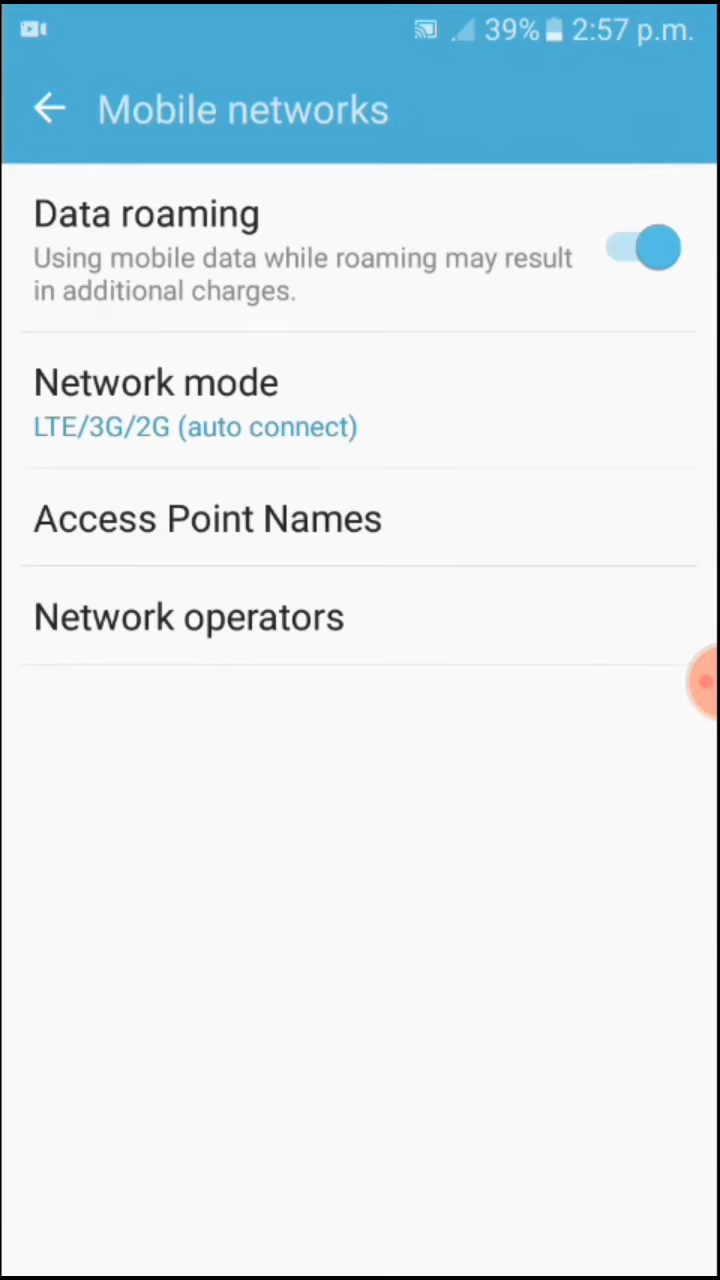 39% 2:57 p.m.
Mobile networks
Data roaming
Using mobile data while roaming may result
in additional charges.
Network mode
LTE/3G/2G (auto connect)
Access Point Names
Network operators